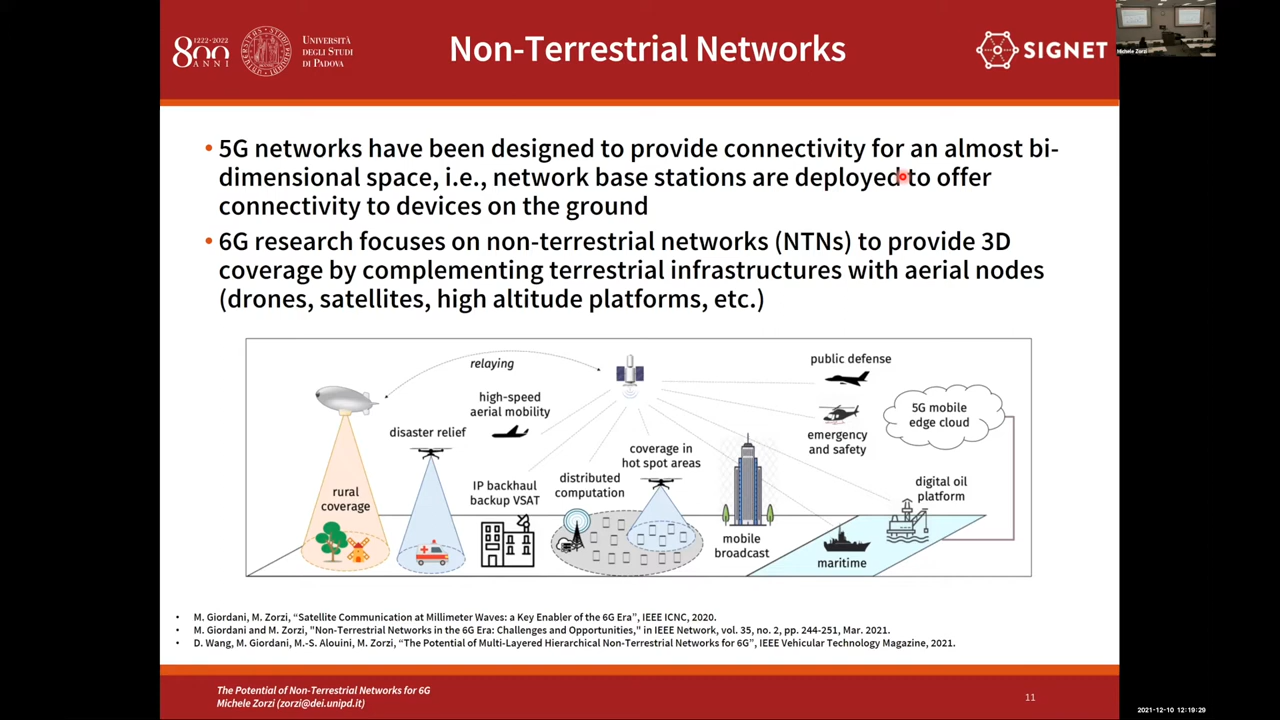 1222·2022
800
ANNI
UNIVERSITÀ
DEGLI STUDI
DI PADOVA
Non-Terrestrial Networks
SIGNET
Michele Zorzi
• 5G networks have been designed to provide connectivity for an almost bi-
dimensional space, i.e., network base stations are deployed to offer
connectivity to devices on the ground
• 6G research focuses on non-terrestrial networks (NTNs) to provide 3D
coverage by complementing terrestrial infrastructures with aerial nodes
(drones, satellites, high altitude platforms, etc.)
relaying
public defense
high-speed
aerial mobility
5G mobile
edge cloud
disaster relief
emergency
and safety
coverage in
hot spot areas
IP backhaul
backup VSAT
distributed
computation
digital oil
platform
rural
coverage
mobile
broadcast
maritime
• M. Giordani, M. Zorzi, “Satellite Communication at Millimeter Waves: a Key Enabler of the 6G Era”, IEEE ICNC, 2020.
• M. Giordani and M. Zorzi, "Non-Terrestrial Networks in the 6G Era: Challenges and Opportunities," in IEEE Network, vol. 35, no. 2, pp. 244-251, Mar. 2021.
• D. Wang, M. Giordani, M.-S. Alouini, M. Zorzi, “The Potential of Multi-Layered Hierarchical Non-Terrestrial Networks for 6G”, IEEE Vehicular Technology Magazine, 2021.
The Potential of Non-Terrestrial Networks for 6G
Michele Zorzi (zorzi@dei.unipd.it)
11
2021-12-10 12:19:29